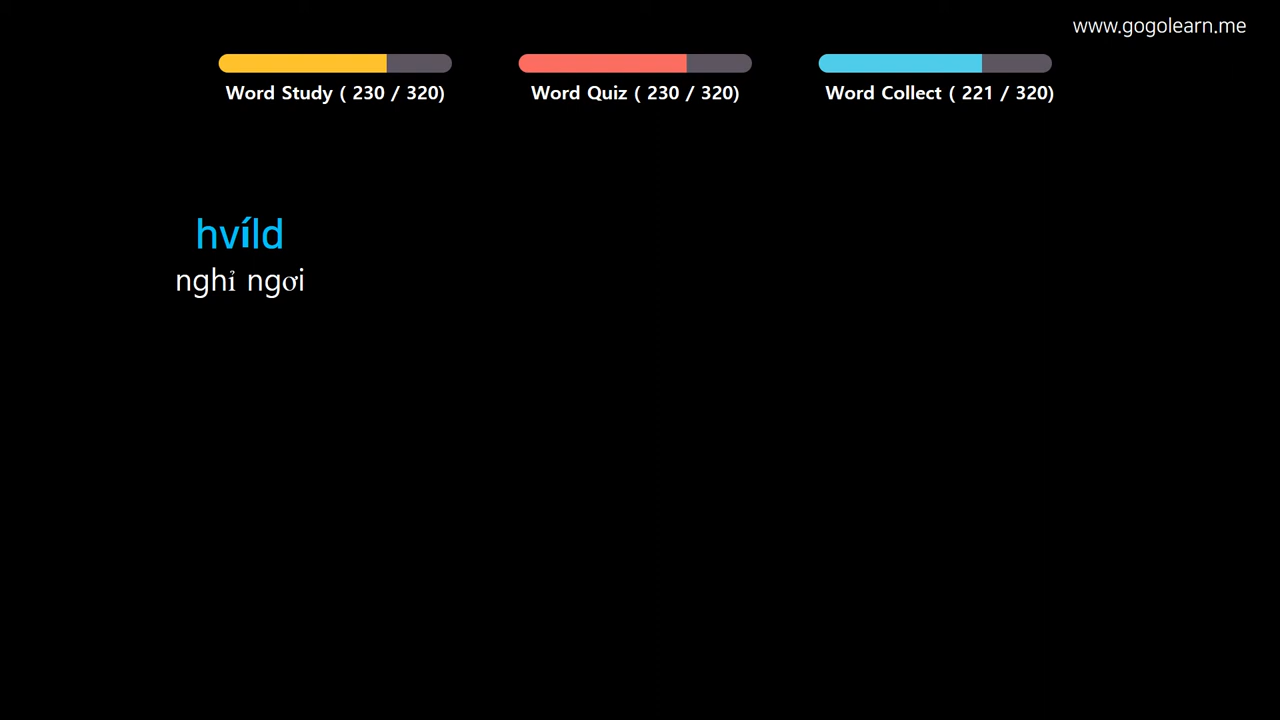 www.gogolearn.me
Word Study ( 230 / 320)
Word Quiz ( 230 / 320)
Word Collect ( 221 / 320)
hvíld
nghỉ ngơi